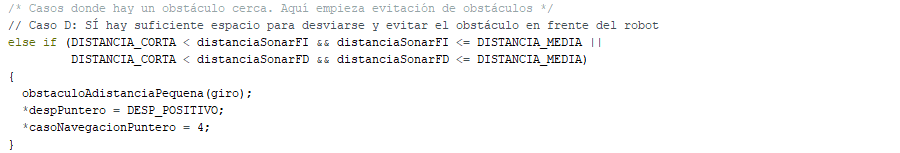 /* Casos donde hay un obstáculo cerca. Aquí empieza evitación de obstáculos */
// Caso D: SÍ hay suficiente espacio para desviarse y evitar el obstáculo en frente del robot
else if (DISTANCIA_CORTA < distanciaSonarFI && distanciaSonarFI <= DISTANCIA_MEDIA ||
         DISTANCIA_CORTA < distanciaSonarFD && distanciaSonarFD <= DISTANCIA_MEDIA)
{
  obstaculoAdistanciaPequena(giro);
  *despPuntero = DESP_POSITIVO;
  *casoNavegacionPuntero = 4;
}